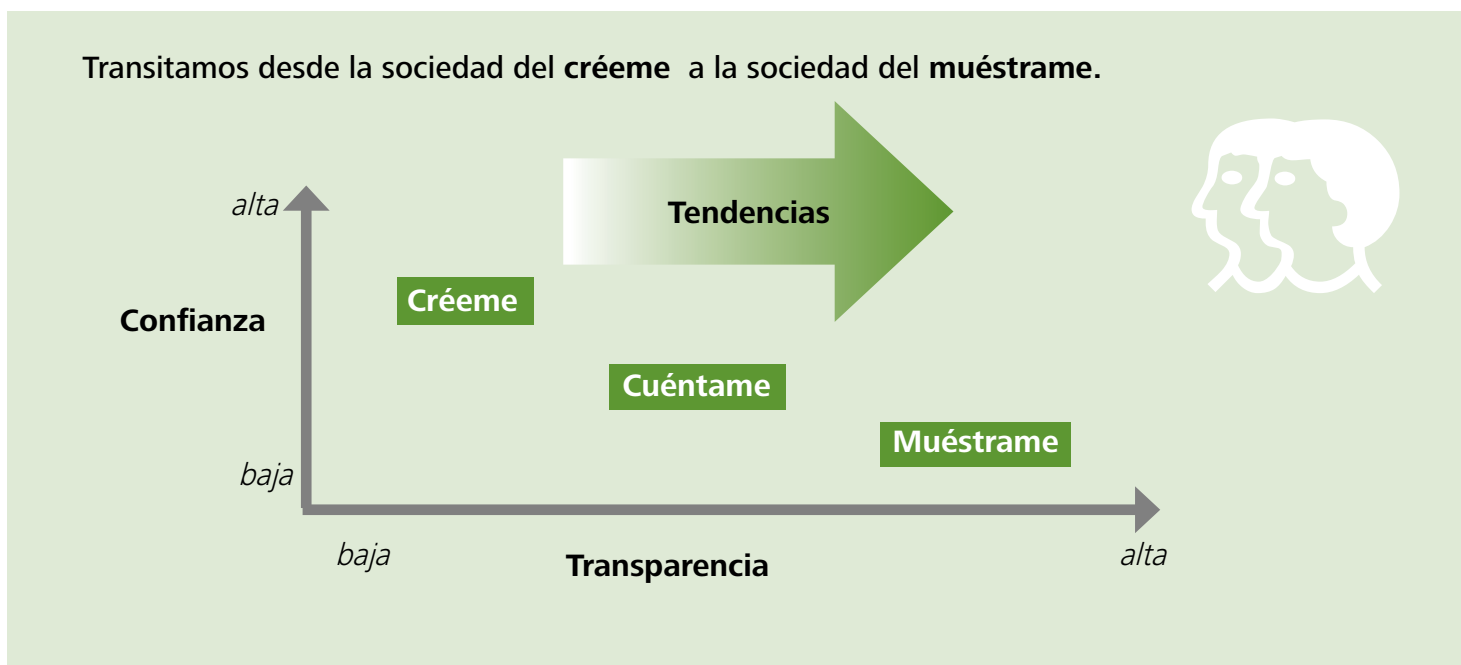 Transitamos desde la sociedad del créeme a la sociedad del muéstrame.
Tendencias
alta
Créeme
Confianza
Cuéntame
Muéstrame
baja
baja
Transparencia
alta